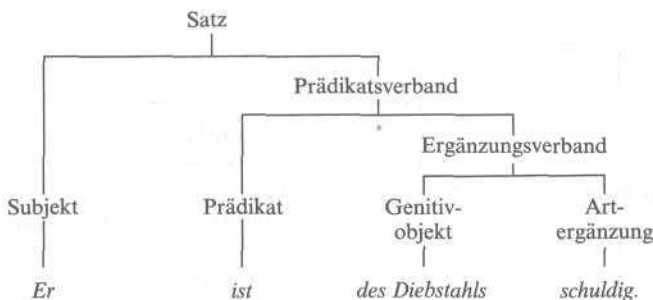 Satz
Prädikatsverband
Ergänzungsverband
Subjekt Prädikat Genitiv- Art-
objekt ergänzung
Er ist des Diebstahls schuldig.